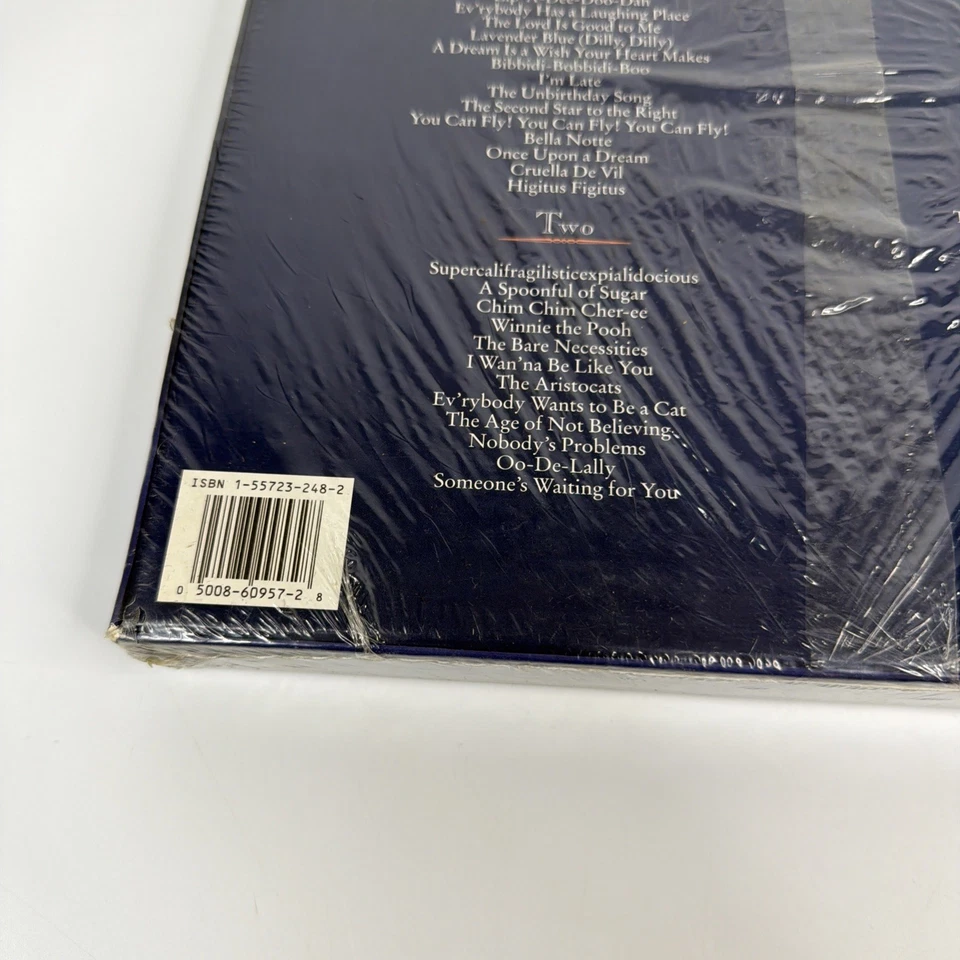 Ev'rybody Has a Laughing Place
The Lord Is Good to Me
Lavender Blue (Dilly, Dilly)
A Dream Is a Wish Your Heart Makes
Bibbidi-Bobbidi-Boo
I'm Late
The Unbirthday Song
The Second Star to the Right
You Can Fly! You Can Fly! You Can Fly!
Bella Notte
Once Upon a Dream
Cruella De Vil
Higitus Figitus
Two
Supercalifragilisticexpialidocious
A Spoonful of Sugar
Chim Chim Cher-ee
Winnie the Pooh
The Bare Necessities
I Wan'na Be Like You
The Aristocats
Ev'rybody Wants to Be a Cat
The Age of Not Believing
Nobody's Problems
Oo-De-Lally
Someone's Waiting for You
ISBN 1-55723-248-2
0 5008-60957-2 8